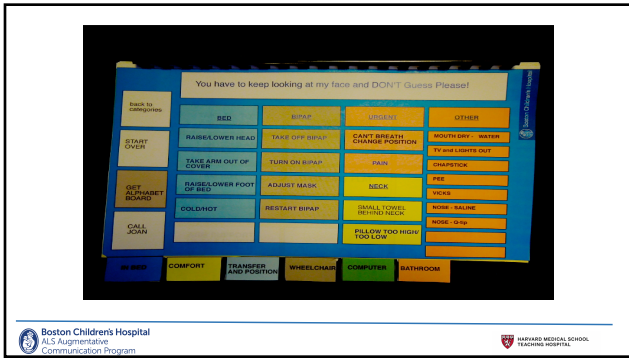 You have to keep looking at my face and DON'T Guess Please!
Boston Children's Hospital
back to
categories
START
OVER
GET
ALPHABET
BOARD
CALL
JOAN
BED
RAISE/LOWER HEAD
TAKE ARM OUT OF
COVER
RAISE/LOWER FOOT
OF BED
COLD/HOT
BIPAP
TAKE OFF BIPAP
TURN ON BIPAP
ADJUST MASK
RESTART BIPAP
URGENT
CAN'T BREATH
CHANGE POSITION
PAIN
NECK
SMALL TOWEL
BEHIND NECK
PILLOW TOO HIGH/
TOO LOW
OTHER
MOUTH DRY - WATER
TV and LIGHTS OUT
CHAPSTICK
PEE
VICKS
NOSE - SALINE
NOSE - Q-tip
IN BED
COMFORT
TRANSFER
AND POSITION
WHEELCHAIR
COMPUTER
BATHROOM
Boston Children's Hospital
ALS Augmentative
Communication Program
HARVARD MEDICAL SCHOOL
TEACHING HOSPITAL